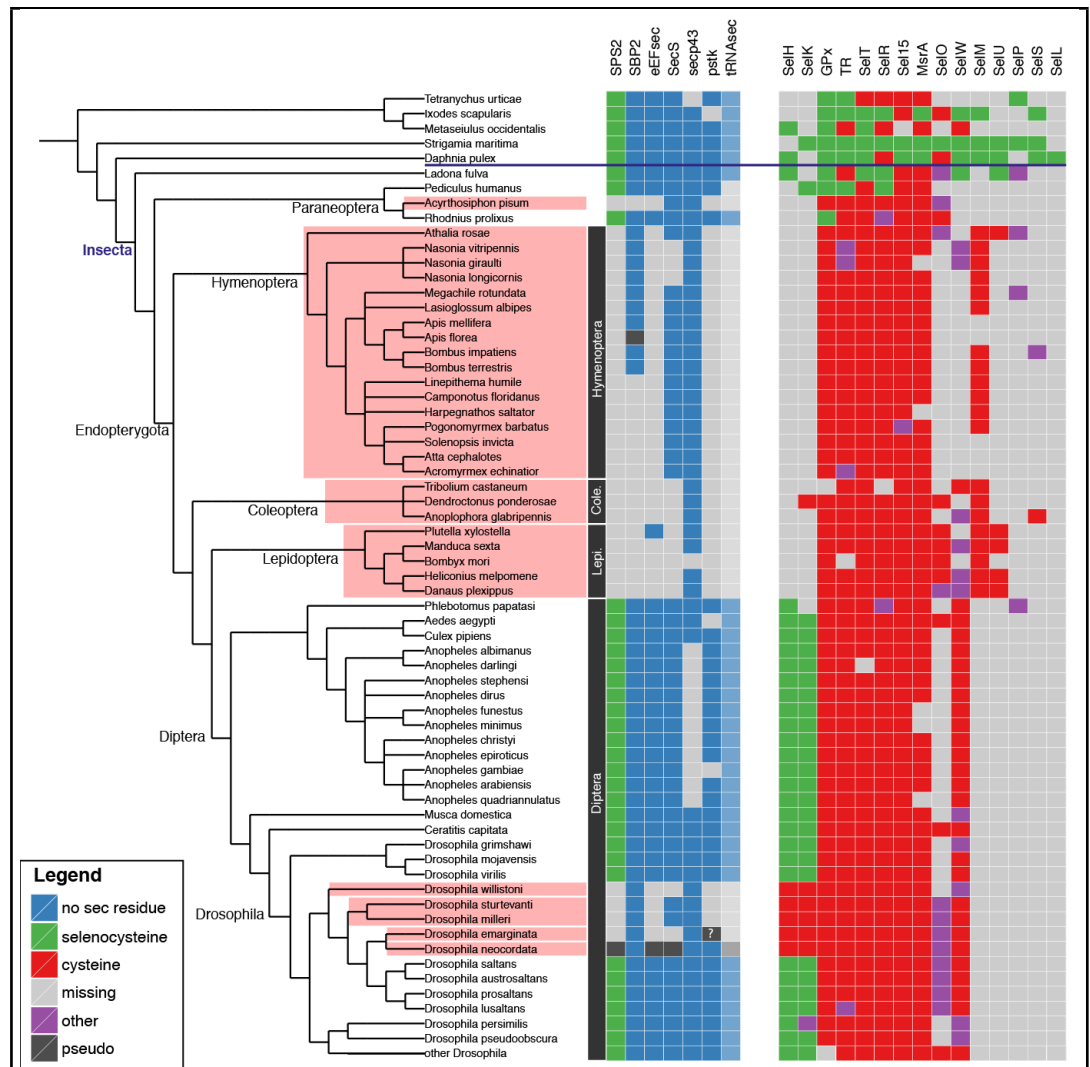 SPS2
SBP2
eEFsec
SecS
secp43
pstk
tRNAsec
SelH
SelK
GPx
TR
SelT
SelR
Sel15
MsrA
SelO
SelW
SelM
SelU
SelP
SelS
SelL
Tetranychus urticae
Ixodes scapularis
Metaseiulus occidentalis
Strigamia maritima
Daphnia pulex
Ladona fulva
Pediculus humanus
Paraneoptera
Acyrthosiphon pisum
Rhodnius prolixus
Athalia rosae
Insecta
Nasonia vitripennis
Nasonia giraulti
Hymenoptera
Nasonia longicornis
Megachile rotundata
Lasioglossum albipes
Apis mellifera
Apis florea
Bombus impatiens
Bombus terrestris
Hymenoptera
Linepithema humile
Camponotus floridanus
Harpegnathos saltator
Endopterygota
Pogonomyrmex barbatus
Solenopsis invicta
Atta cephalotes
Acromyrmex echinatior
Tribolium castaneum
Dendroctonus ponderosae
Coleoptera
Cole.
Anoplophora glabripennis
Plutella xylostella
Manduca sexta
Lepidoptera
Bombyx mori
Lepi.
Heliconius melpomene
Danaus plexippus
Phlebotomus papatasi
Aedes aegypti
Culex pipiens
Anopheles albimanus
Anopheles darlingi
Anopheles stephensi
Anopheles dirus
Anopheles funestus
Anopheles minimus
Diptera
Anopheles christyi
Anopheles epiroticus
Anopheles gambiae
Anopheles arabiensis
Diptera
Anopheles quadriannulatus
Musca domestica
Ceratitis capitata
Drosophila grimshawi
Drosophila mojavensis
Drosophila virilis
Drosophila willistoni
Drosophila sturtevanti
Drosophila
Drosophila milleri
Drosophila emarginata
?
Drosophila neocordata
Drosophila saltans
Drosophila austrosaltans
Drosophila prosaltans
Drosophila lusaltans
Drosophila persimilis
Drosophila pseudoobscura
other Drosophila
Legend
no sec residue
selenocysteine
cysteine
missing
other
pseudo